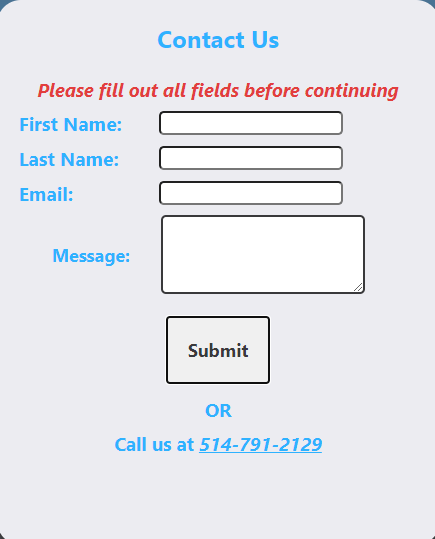 Contact Us
Please fill out all fields before continuing
First Name:
Last Name:
Email:
Message:
Submit
OR
Call us at 514-791-2129